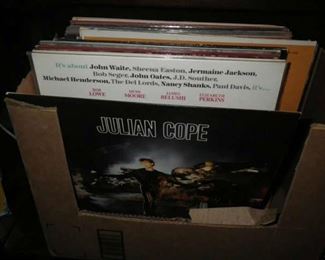 It's about John Waite, Sheena Easton, Jermaine Jackson,
Bob Seger, John Oates, J.D. Souther,
Michael Henderson, The Del Lords, Nancy Shanks, Paul Davis, it's...
ROB LOWE DEMI MOORE JAMES BELUSHI ELIZABETH PERKINS
JULIAN COPE